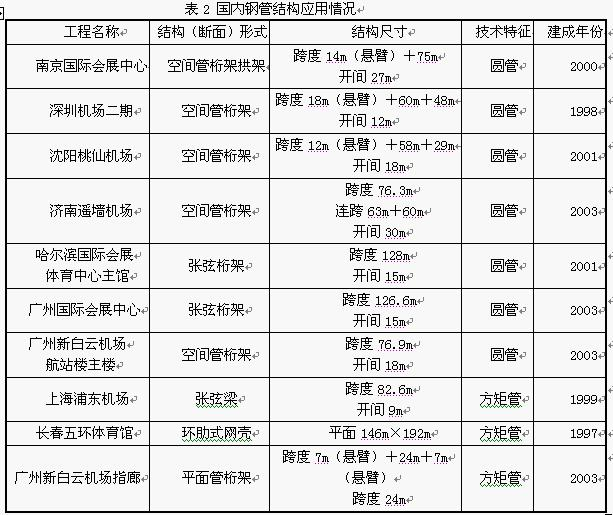 表 2 国内钢管结构应用情况
工程名称 结构（断面）形式 结构尺寸 技术特征 建成年份
南京国际会展中心 空间管桁架拱架 跨度 14m（悬臂）＋75m
开间 27m 圆管 2000
深圳机场二期 空间管桁架 跨度 18m（悬臂）＋60m＋48m
开间 12m 圆管 1998
沈阳桃仙机场 空间管桁架 跨度 12m（悬臂）＋58m＋29m
开间 18m 圆管 2001
济南遥墙机场 空间管桁架 跨度 76.3m
连跨 63m＋60m
开间 30m 圆管 2003
哈尔滨国际会展
体育中心主馆 张弦桁架 跨度 128m
开间 15m 圆管 2001
广州国际会展中心 张弦桁架 跨度 126.6m
开间 15m 圆管 2003
广州新白云机场
航站楼主楼 空间管桁架 跨度 76.9m
开间 18m 圆管 2003
上海浦东机场 张弦梁 跨度 82.6m
开间 9m 方矩管 1999
长春五环体育馆 环肋式网壳 平面 146m×192m 方矩管 1997
广州新白云机场指廊 平面管桁架 跨度 7m（悬臂）＋24m＋7m
（悬臂）
跨度 24m 方矩管 2003